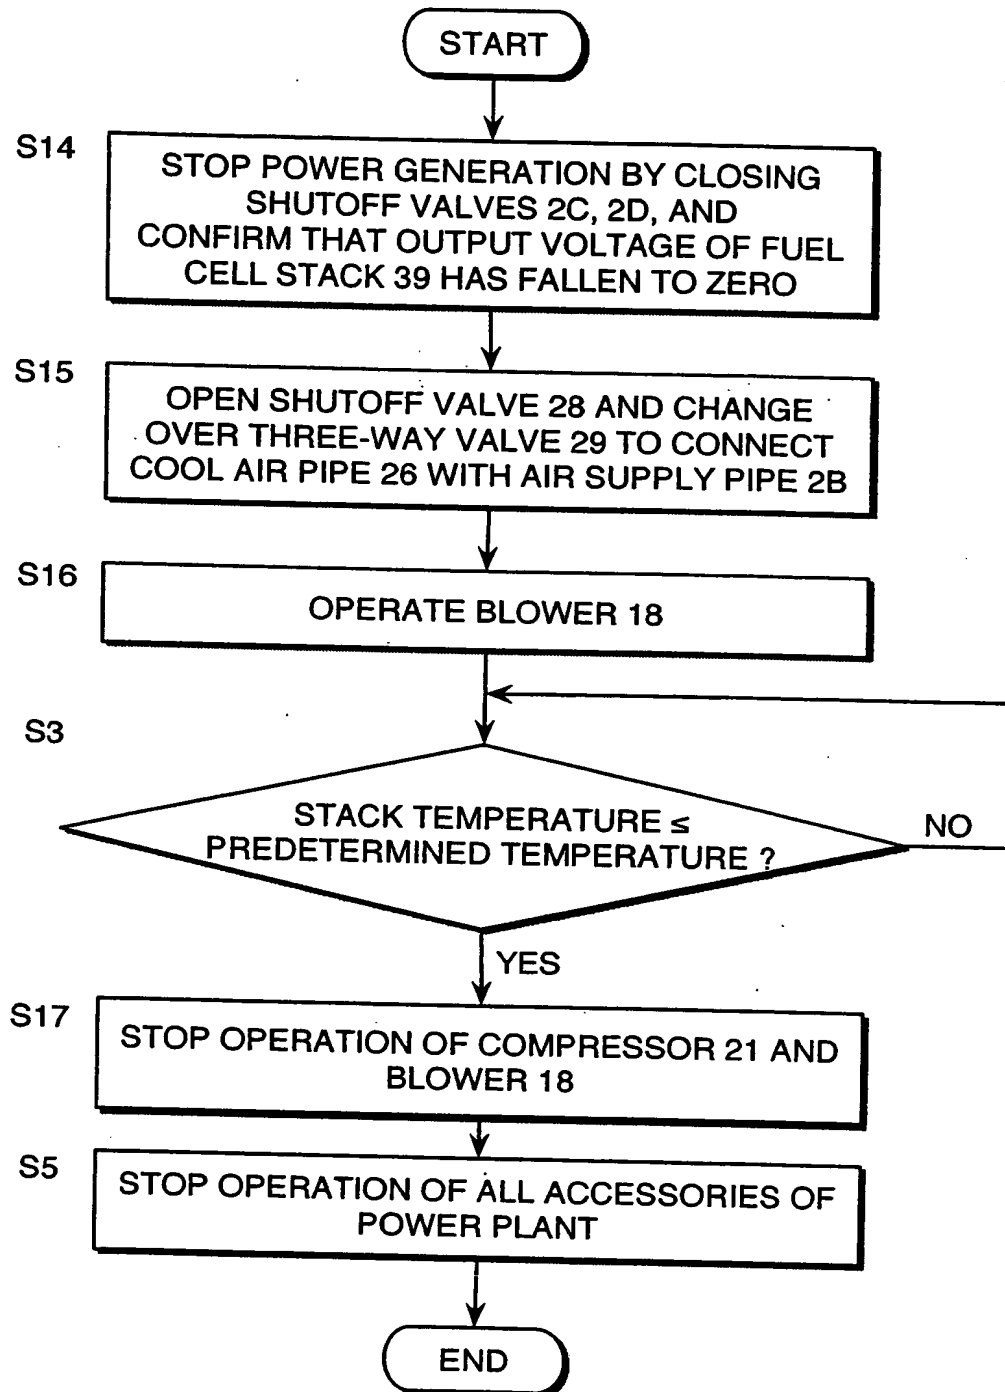 START
S14
STOP POWER GENERATION BY CLOSING
SHUTOFF VALVES 2C, 2D, AND
CONFIRM THAT OUTPUT VOLTAGE OF FUEL
CELL STACK 39 HAS FALLEN TO ZERO
S15
OPEN SHUTOFF VALVE 28 AND CHANGE
OVER THREE-WAY VALVE 29 TO CONNECT
COOL AIR PIPE 26 WITH AIR SUPPLY PIPE 2B
S16
OPERATE BLOWER 18
S3
STACK TEMPERATURE ≤
PREDETERMINED TEMPERATURE ?
NO
YES
S17
STOP OPERATION OF COMPRESSOR 21 AND
BLOWER 18
S5
STOP OPERATION OF ALL ACCESSORIES OF
POWER PLANT
END